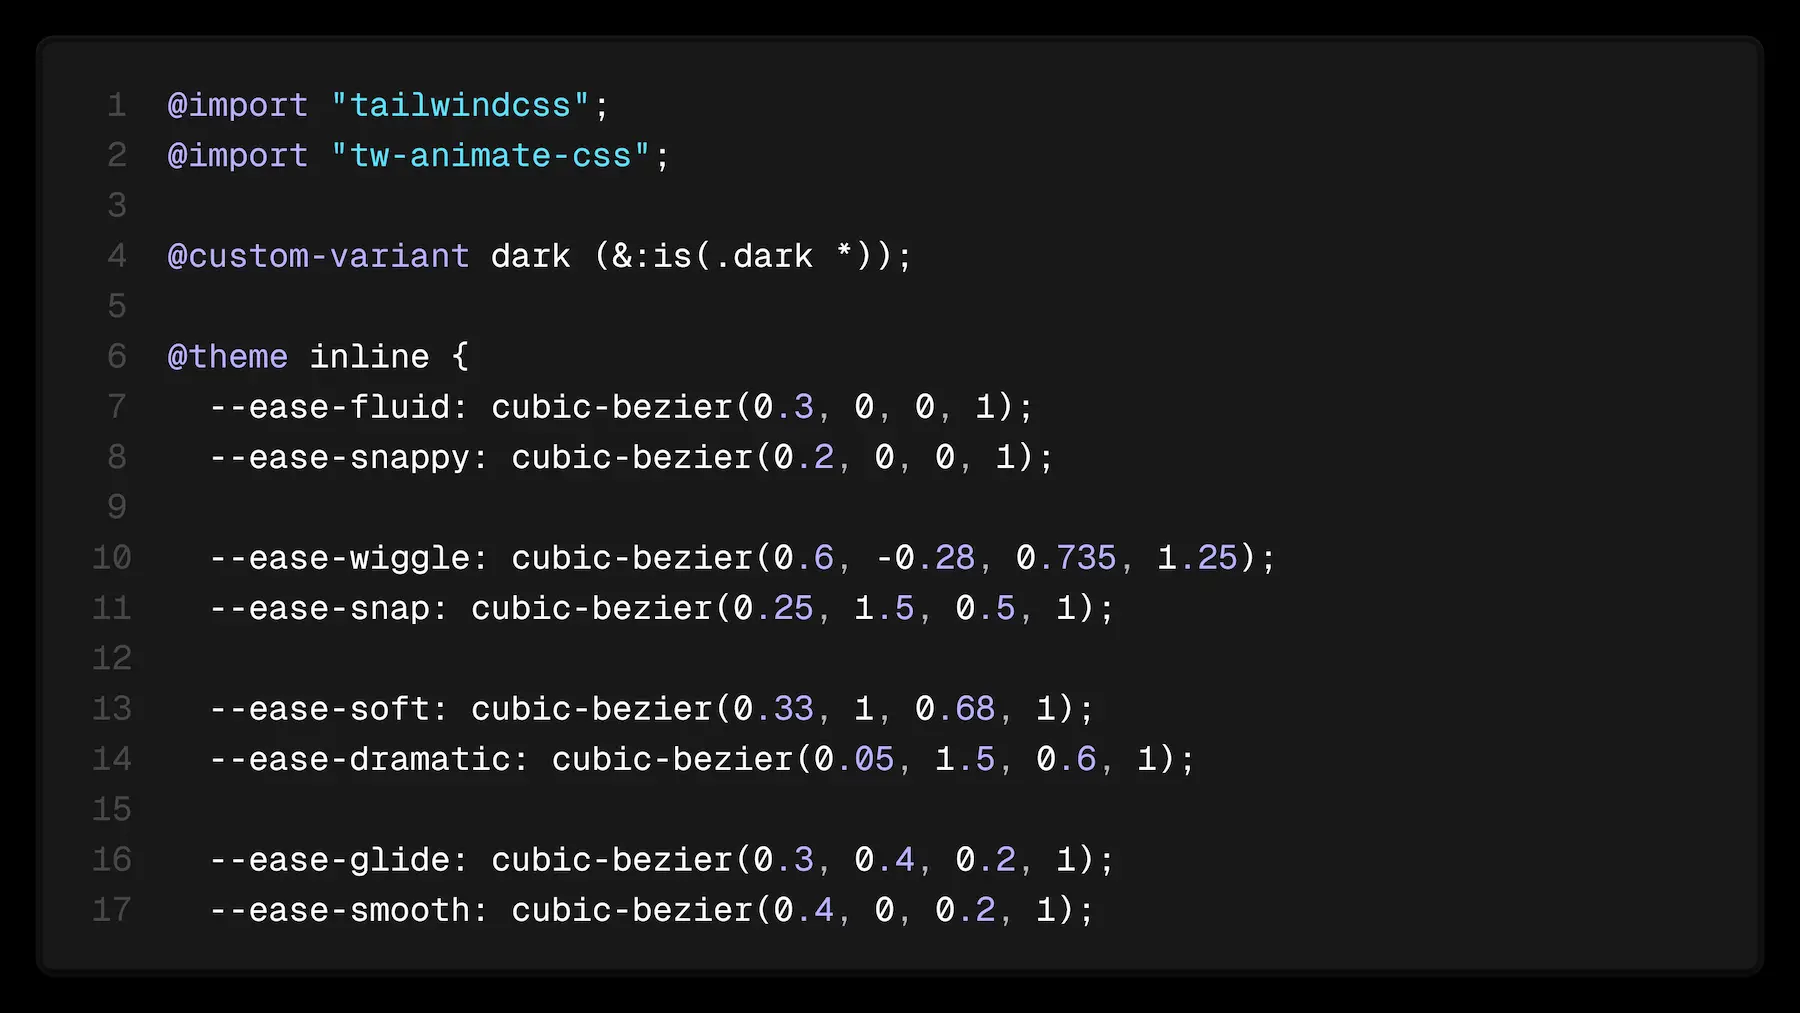 1 @import "tailwindcss";
2 @import "tw-animate-css";
3
4 @custom-variant dark (&:is(.dark *));
5
6 @theme inline {
7   --ease-fluid: cubic-bezier(0.3, 0, 0, 1);
8   --ease-snappy: cubic-bezier(0.2, 0, 0, 1);
9
10   --ease-wiggle: cubic-bezier(0.6, -0.28, 0.735, 1.25);
11   --ease-snap: cubic-bezier(0.25, 1.5, 0.5, 1);
12
13   --ease-soft: cubic-bezier(0.33, 1, 0.68, 1);
14   --ease-dramatic: cubic-bezier(0.05, 1.5, 0.6, 1);
15
16   --ease-glide: cubic-bezier(0.3, 0.4, 0.2, 1);
17   --ease-smooth: cubic-bezier(0.4, 0, 0.2, 1);